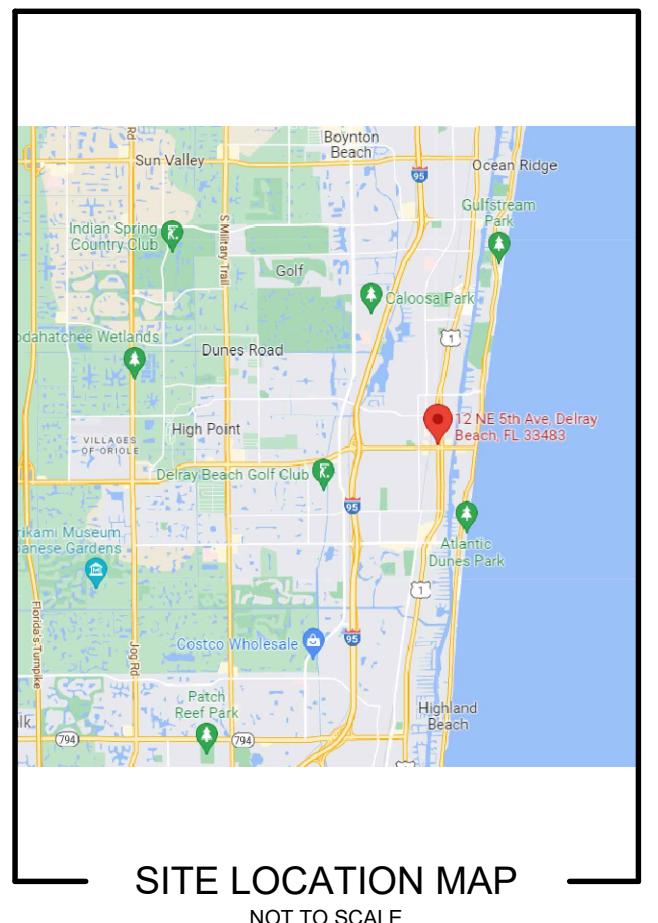 Rd
Boynton
Beach
Sun Valley
95
Ocean Ridge
Gulfstream
Park
Indian Spring
Country Club
S Military Trail
Golf
Caloosa Park
odahatchee Wetlands
1
Dunes Road
12 NE 5th Ave, Delray
Beach, FL 33483
High Point
VILLAGES
OF ORIOLE
Delray Beach Golf Club
95
rikami Museum
panese Gardens
Atlantic
Dunes Park
1
Florida's Turnpike
Jog Rd
Costco Wholesale
95
Patch
Reef Park
Highland
Beach
794
794
SITE LOCATION MAP
NOT TO SCALE